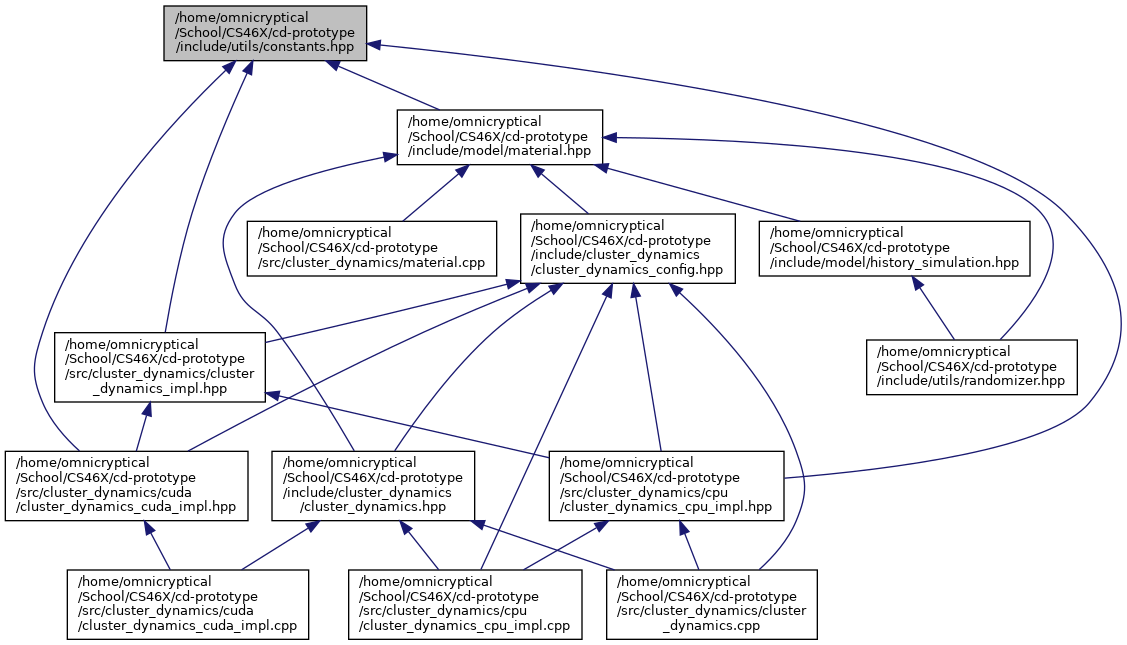 /home/omnicryptical
/School/CS46X/cd-prototype
/include/utils/constants.hpp
/home/omnicryptical
/School/CS46X/cd-prototype
/include/model/material.hpp
/home/omnicryptical
/School/CS46X/cd-prototype
/src/cluster_dynamics/material.cpp
/home/omnicryptical
/School/CS46X/cd-prototype
/include/cluster_dynamics
/cluster_dynamics_config.hpp
/home/omnicryptical
/School/CS46X/cd-prototype
/include/model/history_simulation.hpp
/home/omnicryptical
/School/CS46X/cd-prototype
/src/cluster_dynamics/cluster
_dynamics_impl.hpp
/home/omnicryptical
/School/CS46X/cd-prototype
/include/utils/randomizer.hpp
/home/omnicryptical
/School/CS46X/cd-prototype
/src/cluster_dynamics/cuda
/cluster_dynamics_cuda_impl.hpp
/home/omnicryptical
/School/CS46X/cd-prototype
/include/cluster_dynamics
/cluster_dynamics.hpp
/home/omnicryptical
/School/CS46X/cd-prototype
/src/cluster_dynamics/cpu
/cluster_dynamics_cpu_impl.hpp
/home/omnicryptical
/School/CS46X/cd-prototype
/src/cluster_dynamics/cuda
/cluster_dynamics_cuda_impl.cpp
/home/omnicryptical
/School/CS46X/cd-prototype
/src/cluster_dynamics/cpu
/cluster_dynamics_cpu_impl.cpp
/home/omnicryptical
/School/CS46X/cd-prototype
/src/cluster_dynamics/cluster
_dynamics.cpp